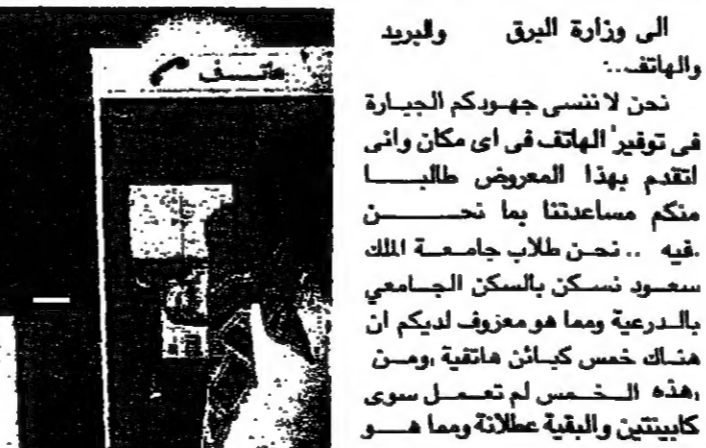 هاتف
الى وزارة البرق والبريد
والهاتف..:
نحن لا ننسى جهودكم الجبارة
فى توفير الهاتف فى اى مكان وانى
اتقدم بهذا المعروض طالبا
منكم مساعدتنا بما نحن
فيه .. نحن طلاب جامعة الملك
سعود نسكن بالسكن الجامعي
بالدرعية ومما هو معزوف لديكم ان
هناك خمس كبائن هاتفية ،ومن
،هذه الخمس لم تعمل سوى
كابينتين والبقية عطلانة ومما هو